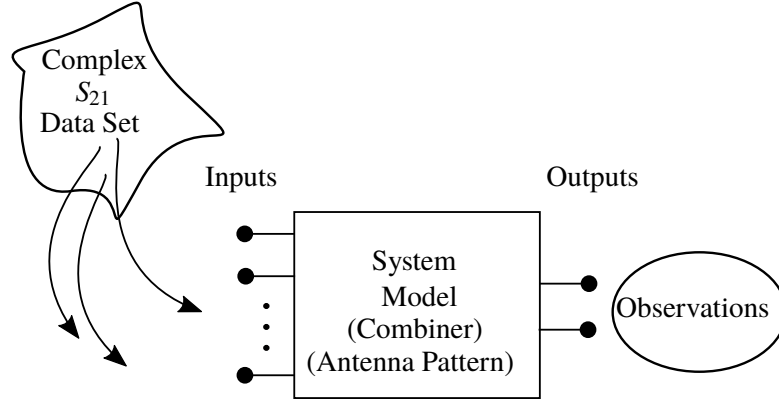 Complex
S21
Data Set
Inputs
Outputs
System
Model
(Combiner)
(Antenna Pattern)
Observations